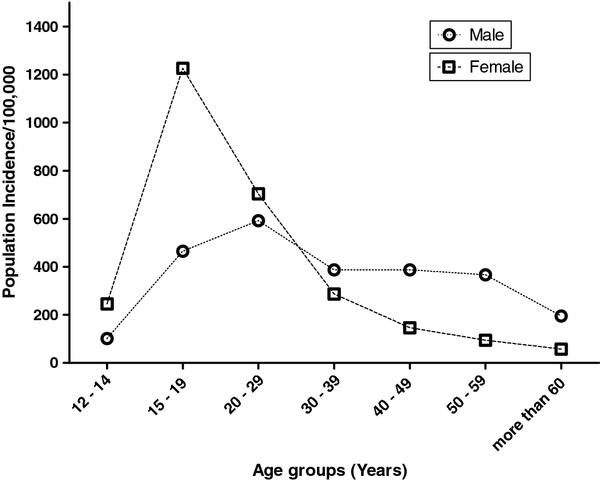 Population Incidence/100,000
1400
1200
1000
800
600
400
200
0
Male
Female
12 - 14
15 - 19
20 - 29
30 - 39
40 - 49
50 - 59
more than 60
Age groups (Years)